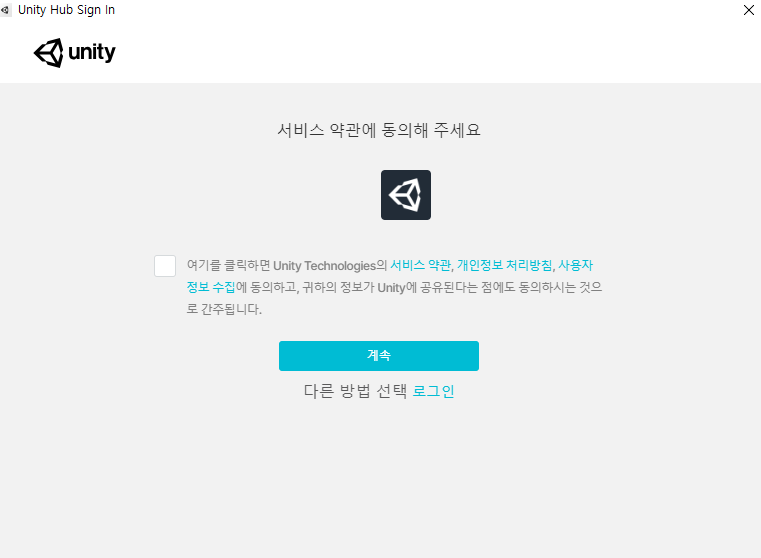 Unity Hub Sign In
unity
서비스 약관에 동의해 주세요
여기를 클릭하면 Unity Technologies의 서비스 약관, 개인정보 처리방침, 사용자
정보 수집에 동의하고, 귀하의 정보가 Unity에 공유된다는 점에도 동의하시는 것으
로 간주됩니다.
계속
다른 방법 선택 로그인